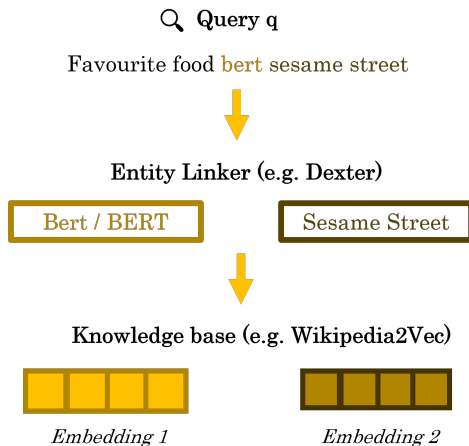 Query q
Favourite food bert sesame street
Entity Linker (e.g. Dexter)
Bert / BERT
Sesame Street
Knowledge base (e.g. Wikipedia2Vec)
Embedding 1
Embedding 2